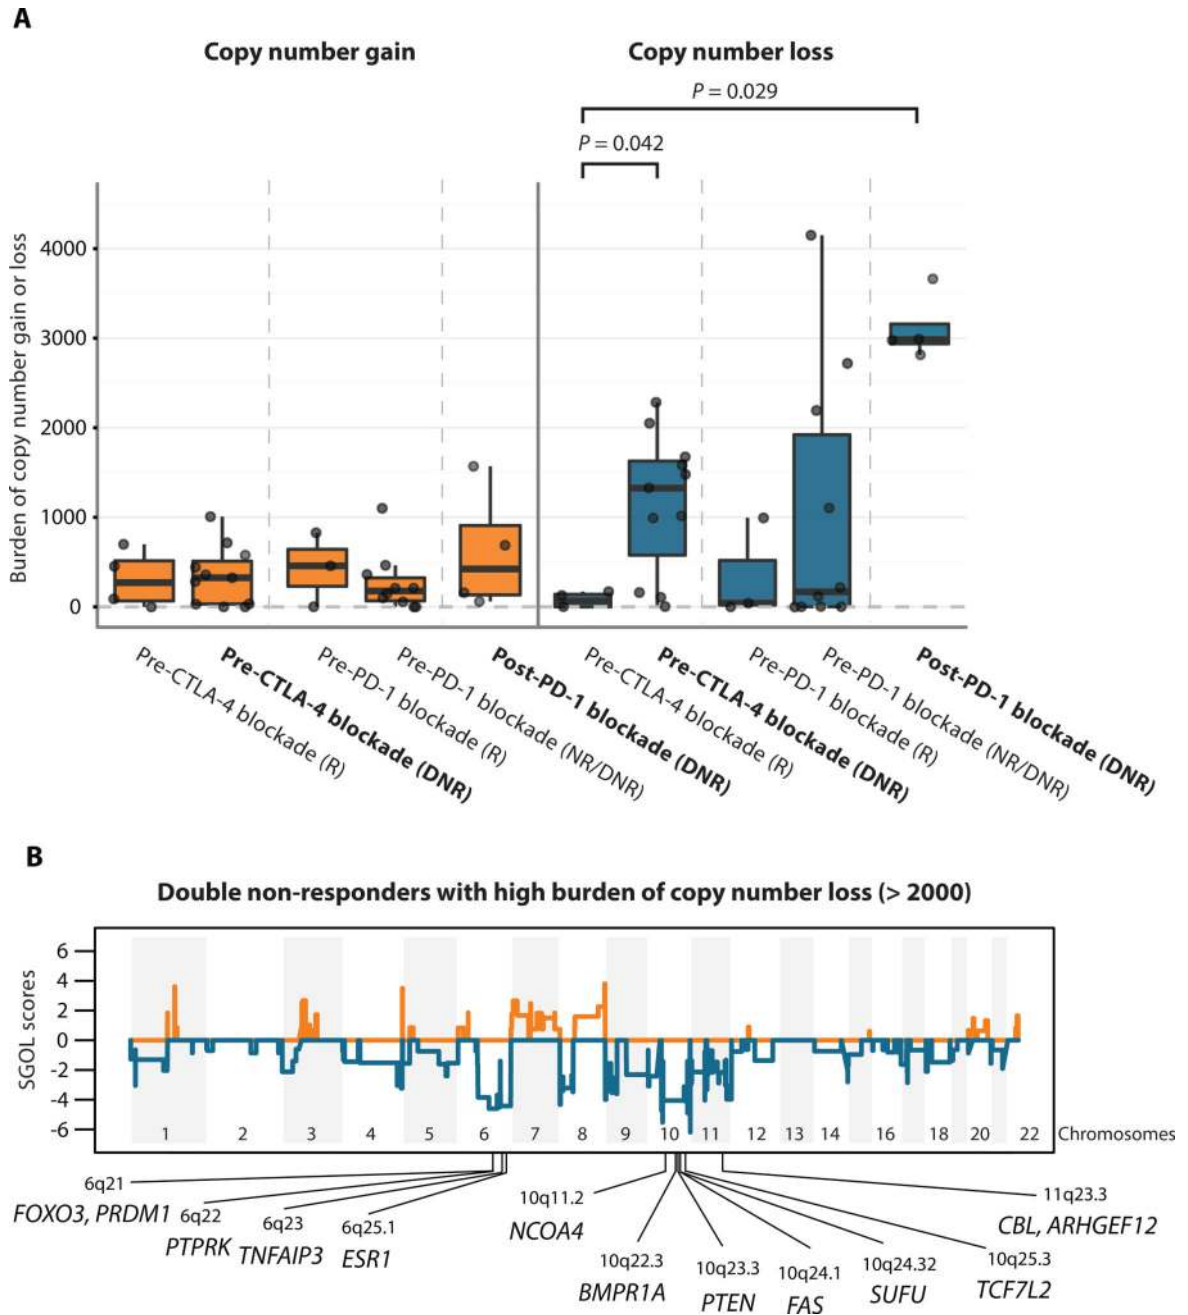 A
Copy number gain
Copy number loss
P = 0.029
P = 0.042
Burden of copy number gain or loss
4000
3000
2000
1000
0
Pre-CTLA-4 blockade (R)
Pre-CTLA-4 blockade (DNR)
Pre-PD-1 blockade (R)
Pre-PD-1 blockade (NR/DNR)
Post-PD-1 blockade (DNR)
Pre-CTLA-4 blockade (R)
Pre-CTLA-4 blockade (DNR)
Pre-PD-1 blockade (R)
Pre-PD-1 blockade (NR/DNR)
Post-PD-1 blockade (DNR)
B
Double non-responders with high burden of copy number loss (> 2000)
SGOL scores
6
4
2
0
-2
-4
-6
1 2 3 4 5 6 7 8 9 10 11 12 13 14 16 18 20 22 Chromosomes
6q21
FOXO3, PRDM1
6q22
PTPRK
6q23
TNFAIP3
6q25.1
ESR1
10q11.2
NCOA4
10q22.3
BMPR1A
10q23.3
PTEN
10q24.1
FAS
10q24.32
SUFU
10q25.3
TCF7L2
11q23.3
CBL, ARHGEF12